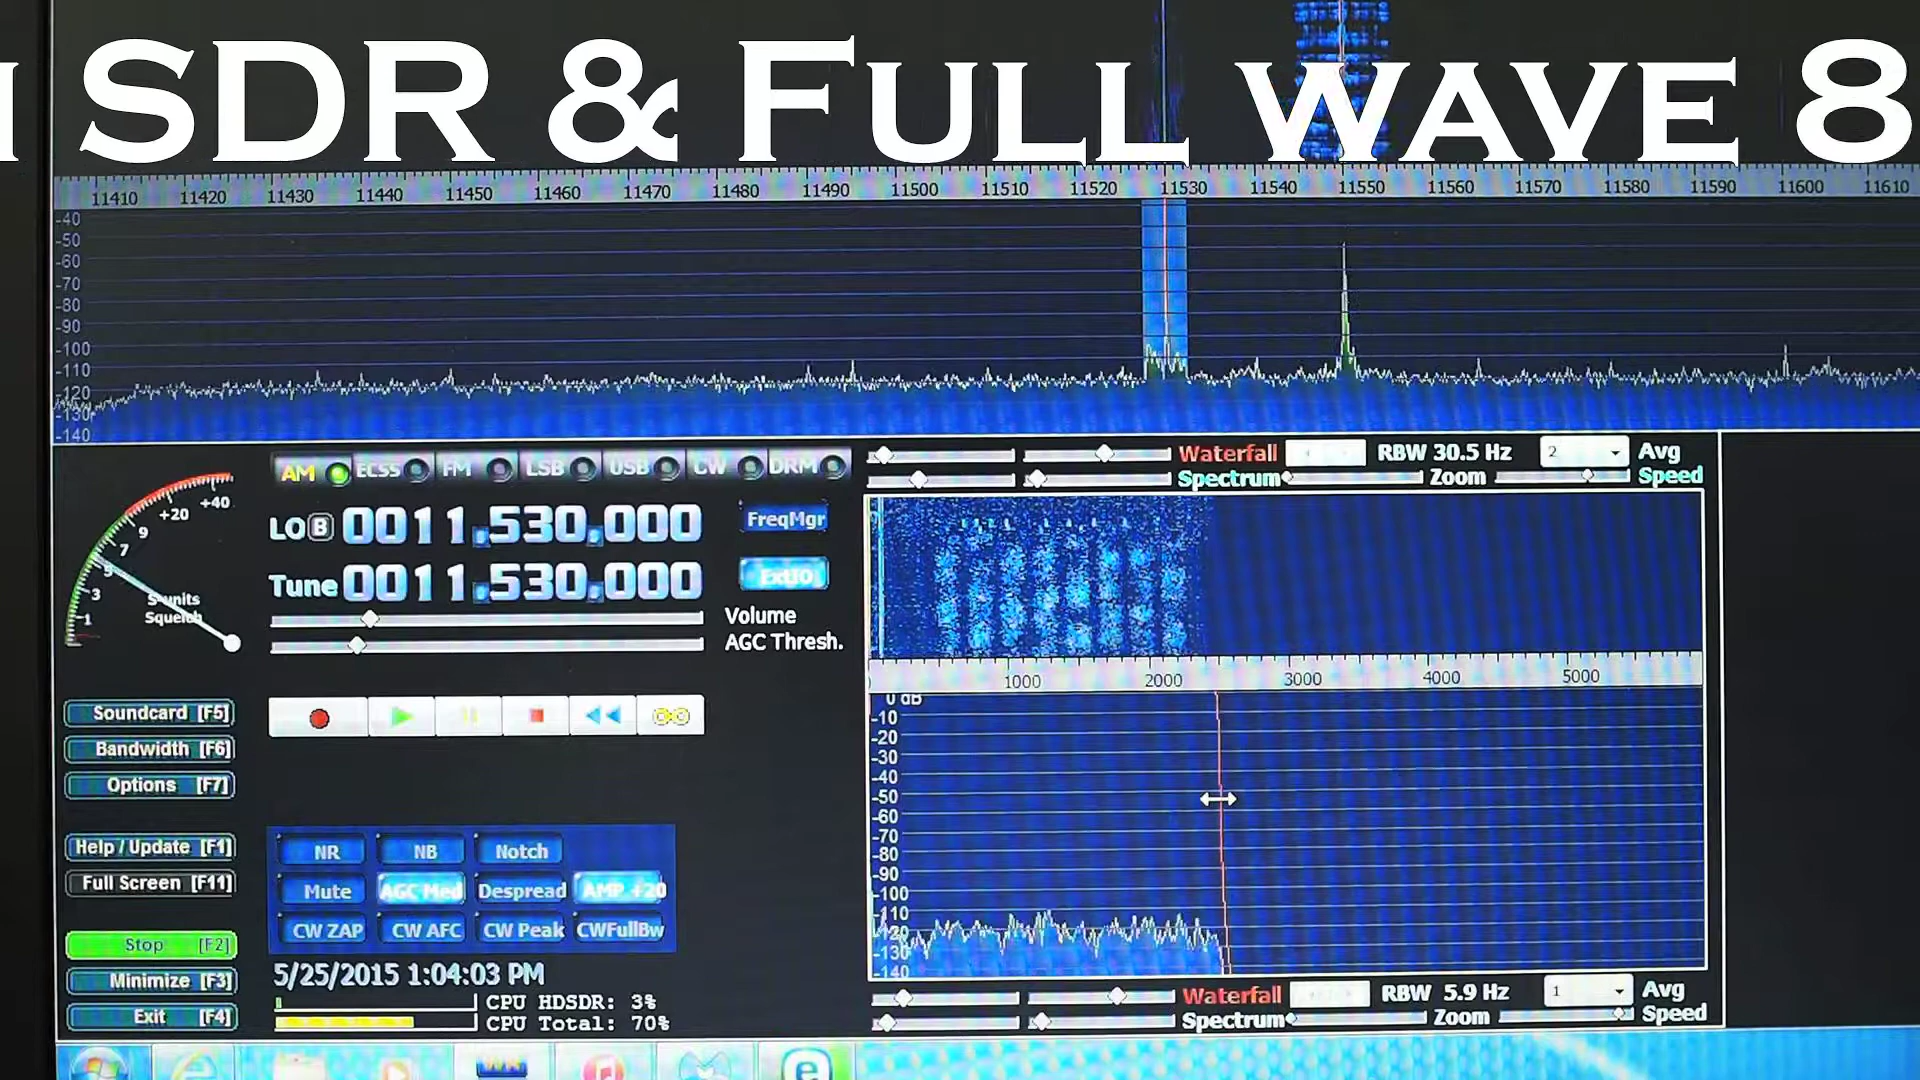 SDR & FULL WAVE 8
11410 11420 11430 11440 11450 11460 11470 11480 11490 11500 11510 11520 11530 11540 11550 11560 11570 11580 11590 11600 11610
-40
-50
-60
-70
-80
-90
-100
-110
-120
-130
-140
+40
+20
9
7
5
3
1
S-units
Squelch
AM ECSS FM LSB USB CW DRM
LO B 0011.530.000
FreqMgr
Tune 0011.530.000
ExtIO
Volume
AGC Thresh.
Waterfall RBW 30.5 Hz 2 Avg
Spectrum Zoom Speed
1000 2000 3000 4000 5000
0 dB
-10
-20
-30
-40
-50
-60
-70
-80
-90
-100
-110
-120
-130
-140
Soundcard [F5]
Bandwidth [F6]
Options [F7]
Help / Update [F1]
Full Screen [F11]
Stop [F2]
Minimize [F3]
Exit [F4]
NR NB Notch
Mute AGC Med Despread AMP +20
CW ZAP CW AFC CW Peak CWFullBw
5/25/2015 1:04:03 PM
CPU HDSDR: 3%
CPU Total: 70%
Waterfall RBW 5.9 Hz 1 Avg
Spectrum Zoom Speed